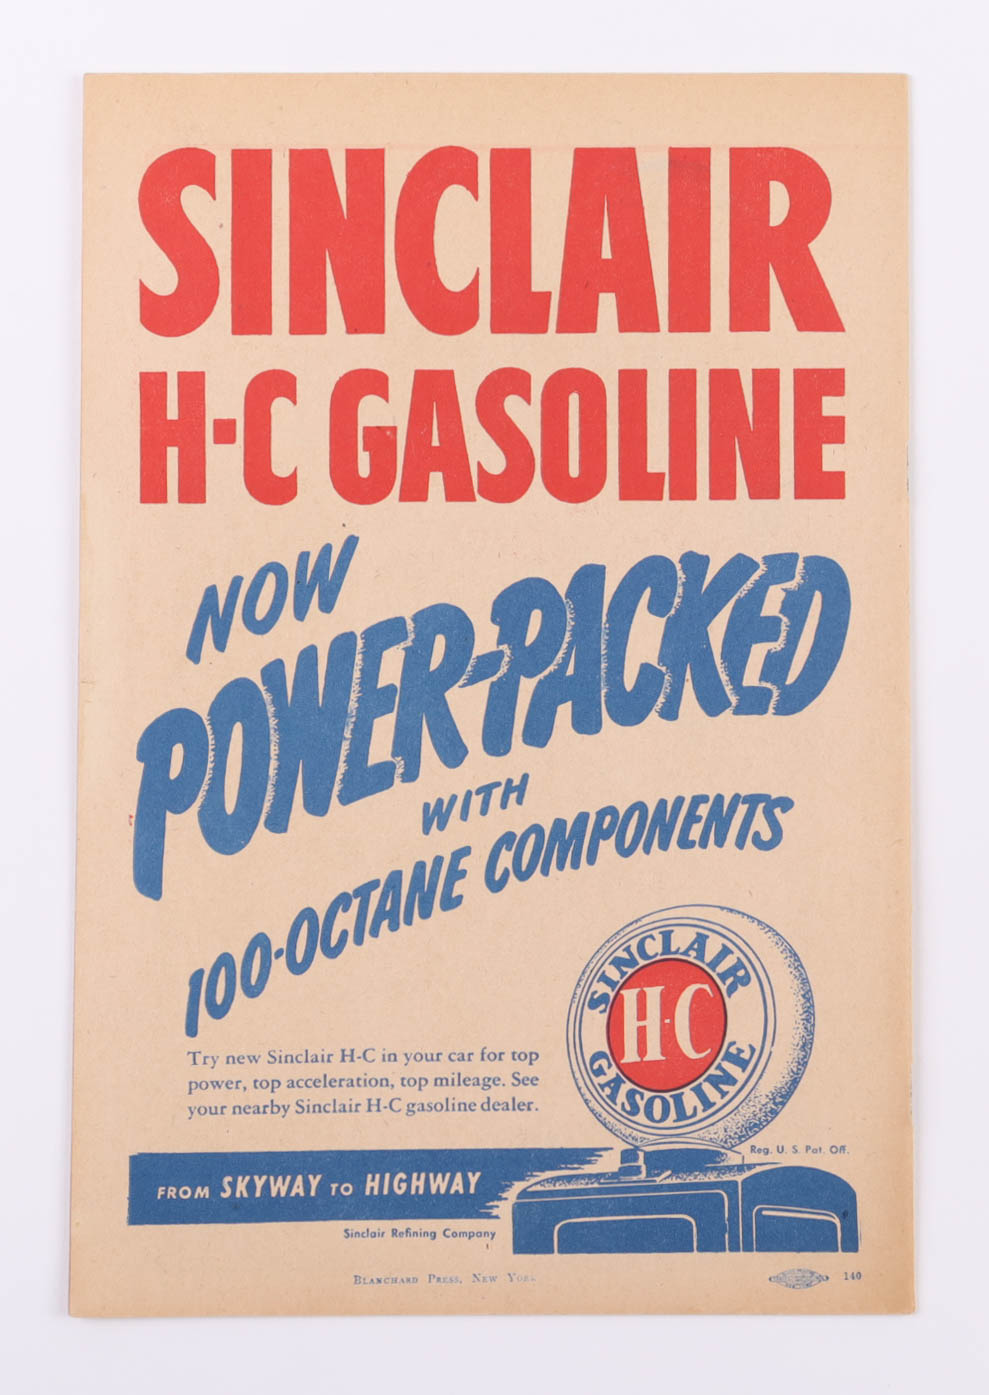 SINCLAIR
H-C GASOLINE
NOW
POWER-PACKED
WITH
100-OCTANE COMPONENTS
SINCLAIR
H-C
GASOLINE
Try new Sinclair H-C in your car for top
power, top acceleration, top mileage. See
your nearby Sinclair H-C gasoline dealer.
Reg. U. S. Pat. Off.
FROM SKYWAY TO HIGHWAY
Sinclair Refining Company
BLANCHARD PRESS, NEW YORK
140